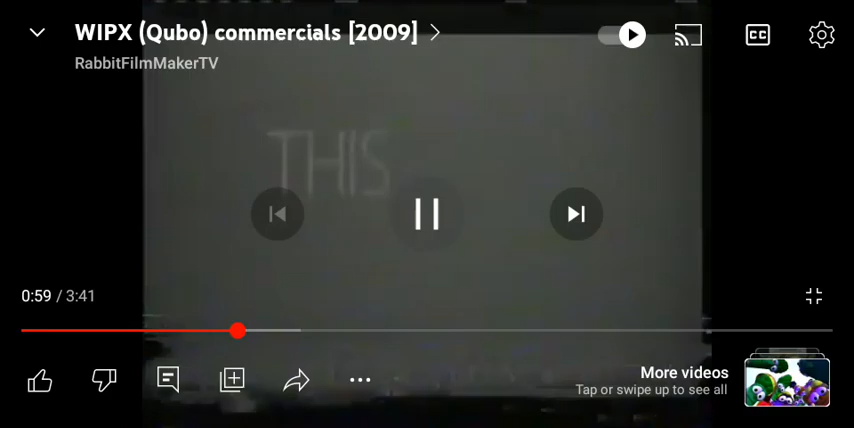 WIPX (Qubo) commercials [2009]
RabbitFilmMakerTV
CC
THIS
0:59 / 3:41
More videos
Tap or swipe up to see all